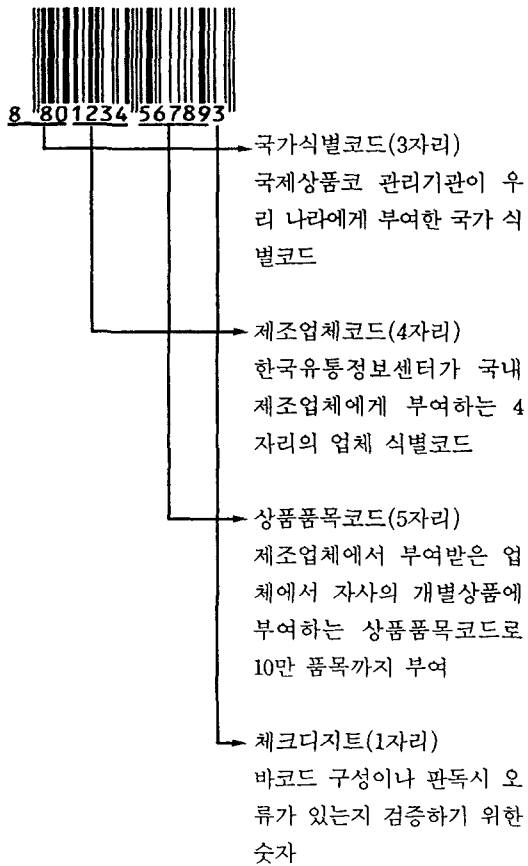 8 801234 567893
국가식별코드(3자리)
국제상품코 관리기관이 우
리 나라에게 부여한 국가 식
별코드
제조업체코드(4자리)
한국유통정보센터가 국내
제조업체에게 부여하는 4
자리의 업체 식별코드
상품품목코드(5자리)
제조업체에서 부여받은 업
체에서 자사의 개별상품에
부여하는 상품품목코드로
10만 품목까지 부여
체크디지트(1자리)
바코드 구성이나 판독시 오
류가 있는지 검증하기 위한
숫자